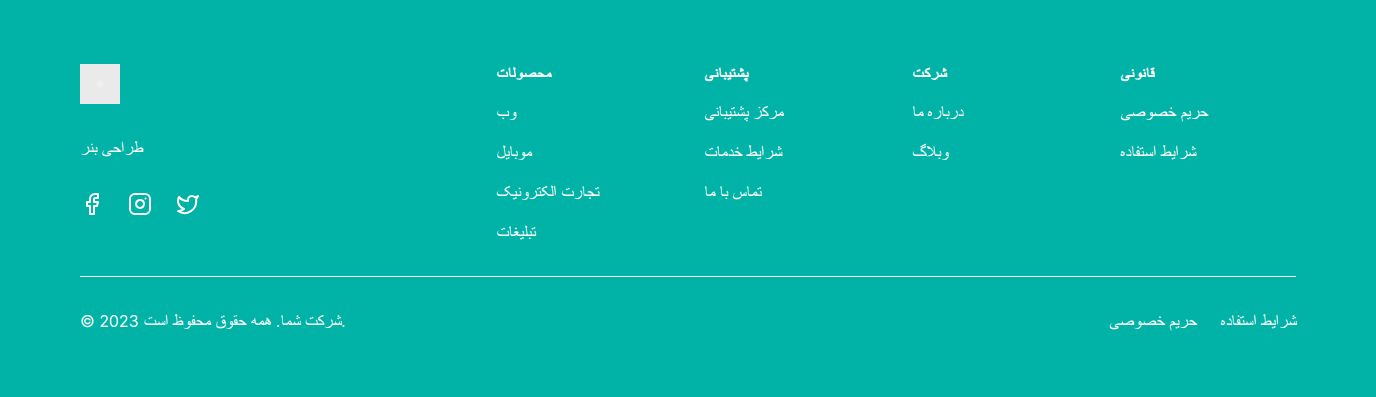 طراحی بنر
محصولات
وب
موبایل
تجارت الکترونیک
تبلیغات
پشتیبانی
مرکز پشتیبانی
شرایط خدمات
تماس با ما
شرکت
درباره ما
وبلاگ
قانونی
حریم خصوصی
شرایط استفاده
© 2023 شرکت شما. همه حقوق محفوظ است.
حریم خصوصی
شرایط استفاده